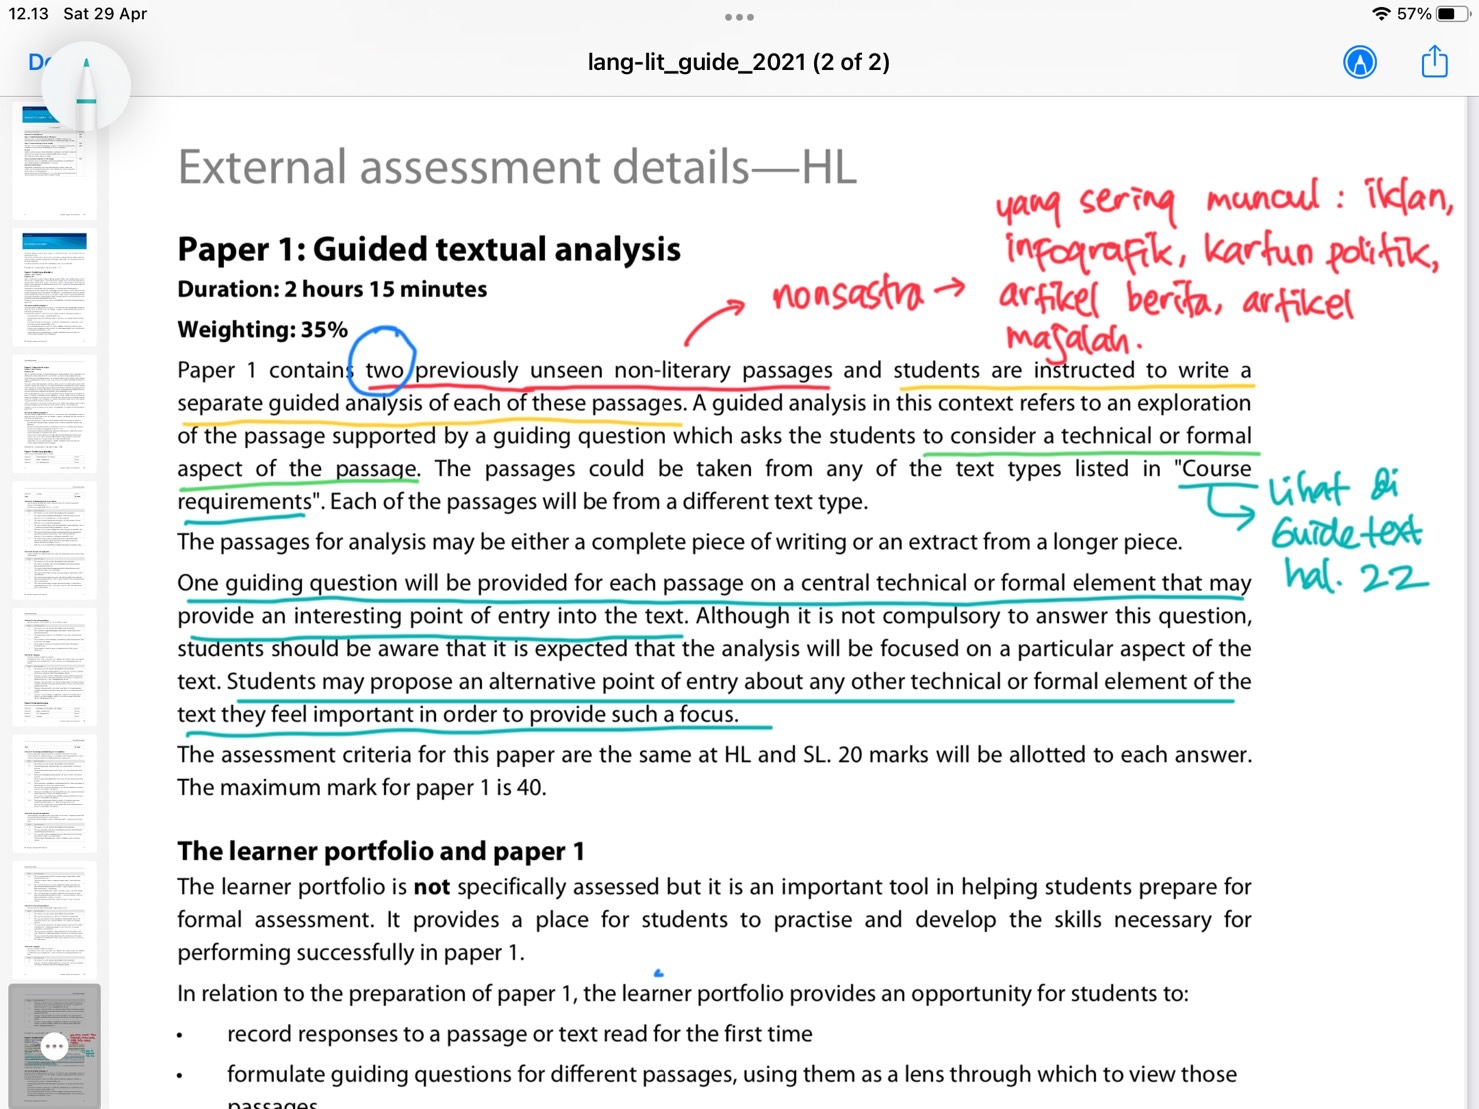 12.13 Sat 29 Apr
57%
lang-lit_guide_2021 (2 of 2)
External assessment details—HL
yang sering muncul : iklan,
infografik, kartun politik,
nonsastra → artikel berita, artikel
majalah.
Paper 1: Guided textual analysis
Duration: 2 hours 15 minutes
Weighting: 35%
Paper 1 contains two previously unseen non-literary passages and students are instructed to write a
separate guided analysis of each of these passages. A guided analysis in this context refers to an exploration
of the passage supported by a guiding question which asks the students to consider a technical or formal
aspect of the passage. The passages could be taken from any of the text types listed in "Course
requirements". Each of the passages will be from a different text type.
Lihat di
Guide text
hal. 22
The passages for analysis may be either a complete piece of writing or an extract from a longer piece.
One guiding question will be provided for each passage on a central technical or formal element that may
provide an interesting point of entry into the text. Although it is not compulsory to answer this question,
students should be aware that it is expected that the analysis will be focused on a particular aspect of the
text. Students may propose an alternative point of entry about any other technical or formal element of the
text they feel important in order to provide such a focus.
The assessment criteria for this paper are the same at HL and SL. 20 marks will be allotted to each answer.
The maximum mark for paper 1 is 40.
The learner portfolio and paper 1
The learner portfolio is not specifically assessed but it is an important tool in helping students prepare for
formal assessment. It provides a place for students to practise and develop the skills necessary for
performing successfully in paper 1.
In relation to the preparation of paper 1, the learner portfolio provides an opportunity for students to:
• record responses to a passage or text read for the first time
• formulate guiding questions for different passages, using them as a lens through which to view those
passages